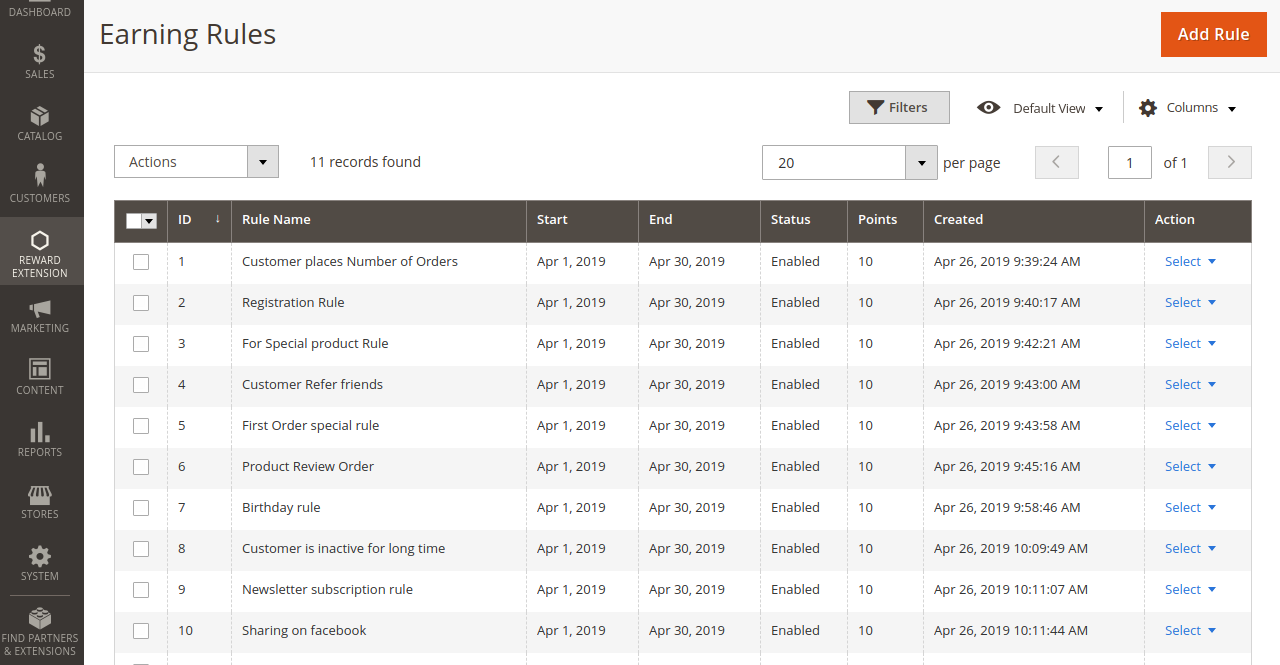 DASHBOARD
$
SALES
CATALOG
CUSTOMERS
REWARD
EXTENSION
MARKETING
CONTENT
REPORTS
STORES
SYSTEM
FIND PARTNERS
& EXTENSIONS
Earning Rules
Add Rule
Filters
Default View
Columns
Actions
11 records found
20
per page
1
of 1
ID ↓ Rule Name Start End Status Points Created Action
1 Customer places Number of Orders Apr 1, 2019 Apr 30, 2019 Enabled 10 Apr 26, 2019 9:39:24 AM Select
2 Registration Rule Apr 1, 2019 Apr 30, 2019 Enabled 10 Apr 26, 2019 9:40:17 AM Select
3 For Special product Rule Apr 1, 2019 Apr 30, 2019 Enabled 10 Apr 26, 2019 9:42:21 AM Select
4 Customer Refer friends Apr 1, 2019 Apr 30, 2019 Enabled 10 Apr 26, 2019 9:43:00 AM Select
5 First Order special rule Apr 1, 2019 Apr 30, 2019 Enabled 10 Apr 26, 2019 9:43:58 AM Select
6 Product Review Order Apr 1, 2019 Apr 30, 2019 Enabled 10 Apr 26, 2019 9:45:16 AM Select
7 Birthday rule Apr 1, 2019 Apr 30, 2019 Enabled 10 Apr 26, 2019 9:58:46 AM Select
8 Customer is inactive for long time Apr 1, 2019 Apr 30, 2019 Enabled 10 Apr 26, 2019 10:09:49 AM Select
9 Newsletter subscription rule Apr 1, 2019 Apr 30, 2019 Enabled 10 Apr 26, 2019 10:11:07 AM Select
10 Sharing on facebook Apr 1, 2019 Apr 30, 2019 Enabled 10 Apr 26, 2019 10:11:44 AM Select